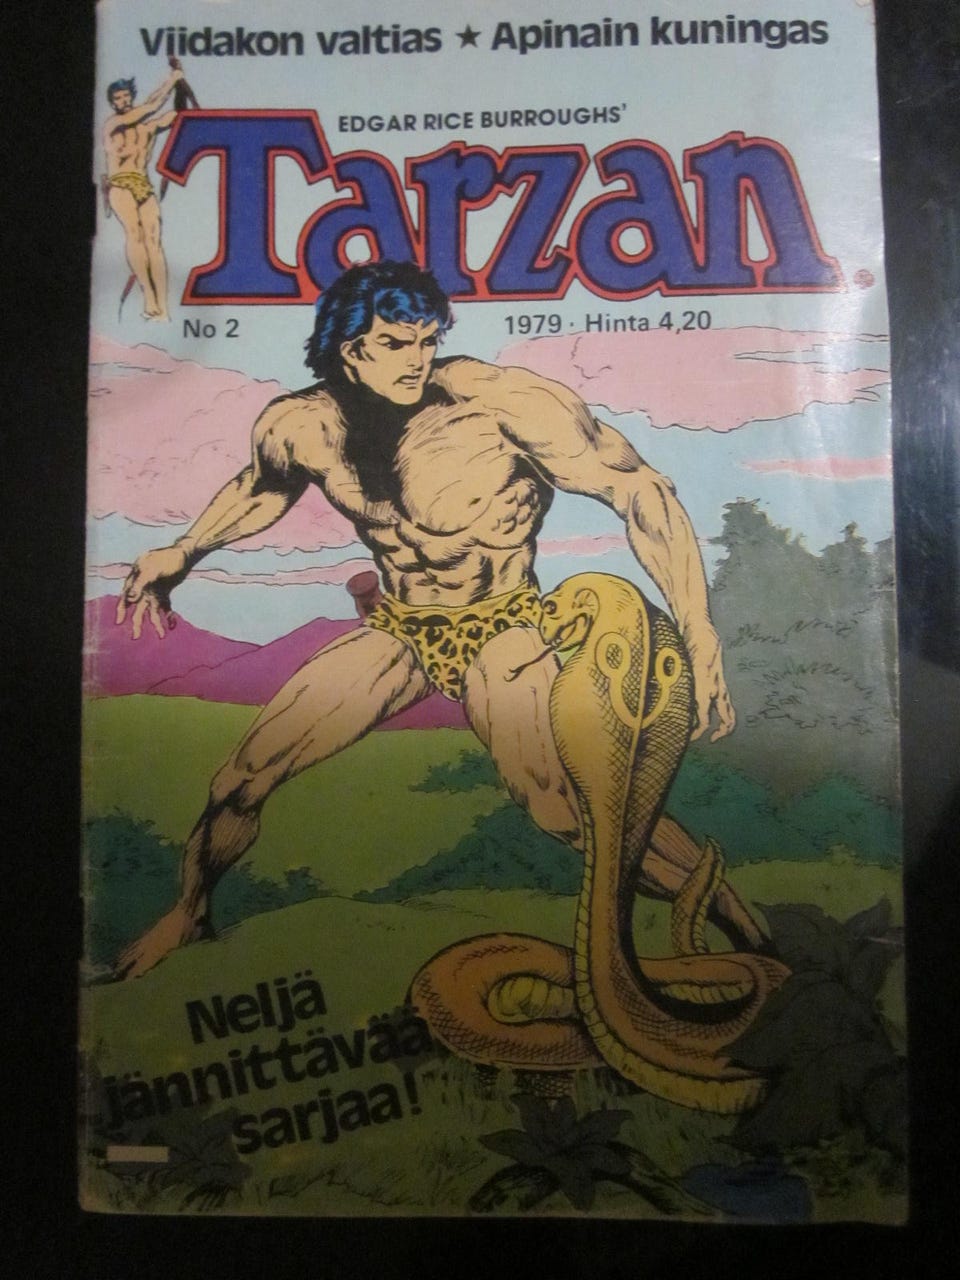 Viidakon valtias ★ Apinain kuningas
EDGAR RICE BURROUGHS'
Tarzan
No 2
1979 · Hinta 4,20
Neljä
jännittävää
sarjaa!